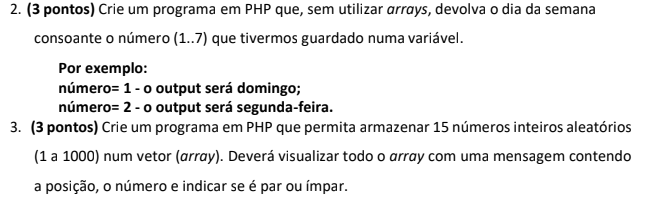 2. (3 pontos) Crie um programa em PHP que, sem utilizar arrays, devolva o dia da semana
consoante o número (1..7) que tivermos guardado numa variável.
Por exemplo:
número= 1 - o output será domingo;
número= 2 - o output será segunda-feira.
3. (3 pontos) Crie um programa em PHP que permita armazenar 15 números inteiros aleatórios
(1 a 1000) num vetor (array). Deverá visualizar todo o array com uma mensagem contendo
a posição, o número e indicar se é par ou ímpar.